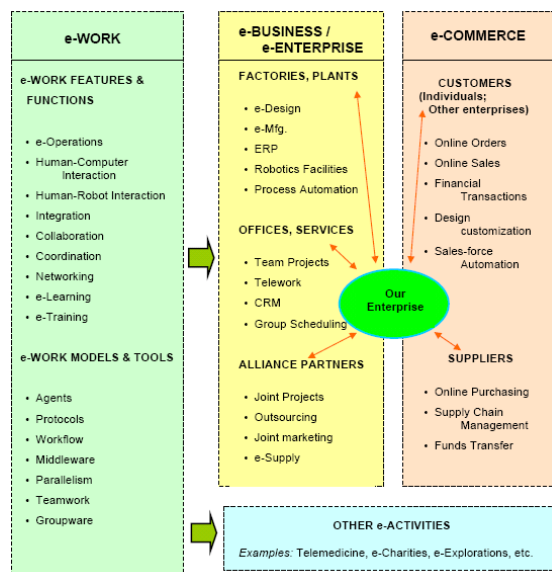 e-WORK
e-WORK FEATURES &
FUNCTIONS
• e-Operations
• Human-Computer
Interaction
• Human-Robot Interaction
• Integration
• Collaboration
• Coordination
• Networking
• e-Learning
• e-Training
e-WORK MODELS & TOOLS
• Agents
• Protocols
• Workflow
• Middleware
• Parallelism
• Teamwork
• Groupware
e-BUSINESS /
e-ENTERPRISE
FACTORIES, PLANTS
• e-Design
• e-Mfg.
• ERP
• Robotics Facilities
• Process Automation
OFFICES, SERVICES
• Team Projects
• Telework
• CRM
• Group Scheduling
ALLIANCE PARTNERS
• Joint Projects
• Outsourcing
• Joint marketing
• e-Supply
Our
Enterprise
e-COMMERCE
CUSTOMERS
(Individuals;
Other enterprises)
• Online Orders
• Online Sales
• Financial
Transactions
• Design
customization
• Sales-force
Automation
SUPPLIERS
• Online Purchasing
• Supply Chain
Management
• Funds Transfer
OTHER e-ACTIVITIES
Examples: Telemedicine, e-Charities, e-Explorations, etc.